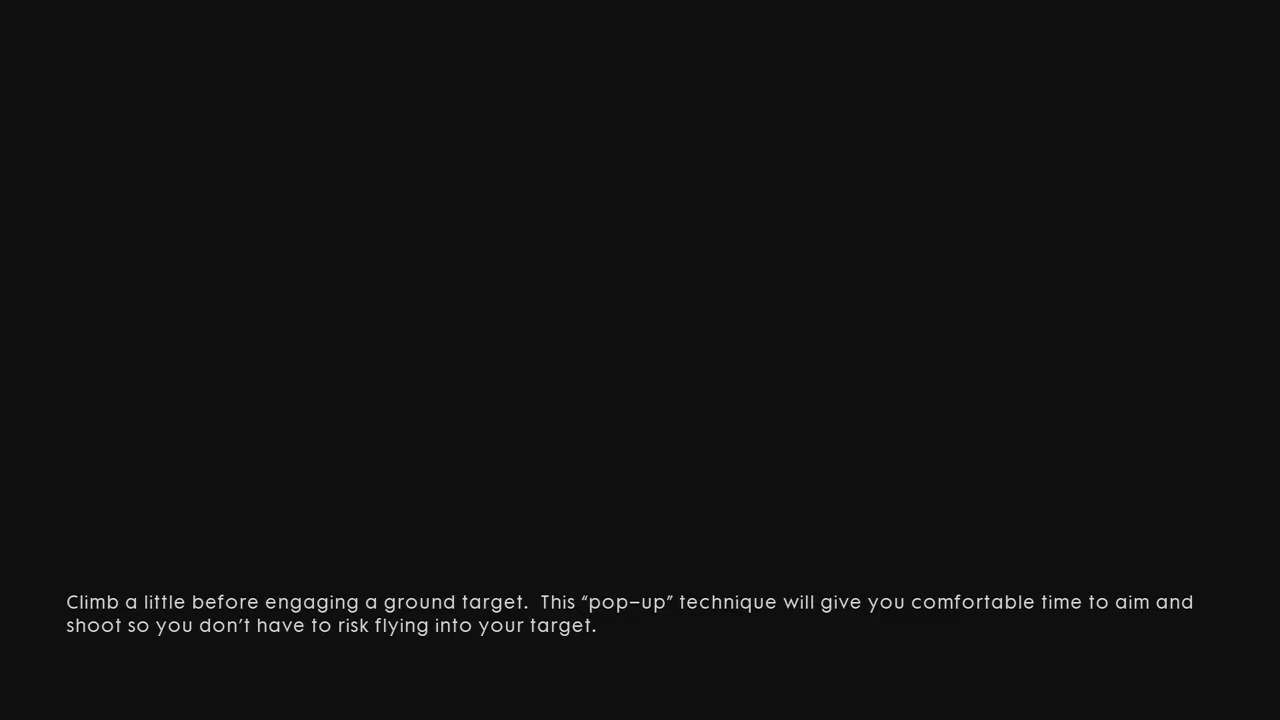 Climb a little before engaging a ground target.  This “pop–up” technique will give you comfortable time to aim and
shoot so you don’t have to risk flying into your target.